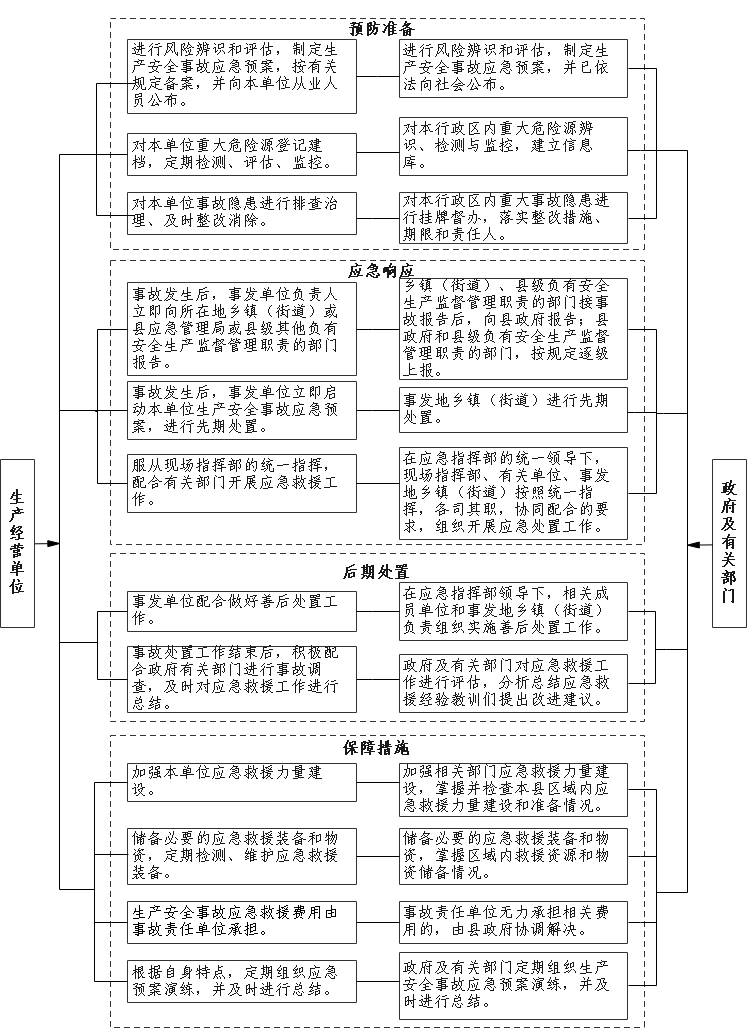 预防准备
进行风险辨识和评估，制定生
产安全事故应急预案，按有关
规定备案，并向本单位从业人
员公布。
进行风险辨识和评估，制定生
产安全事故应急预案，并已依
法向社会公布。
对本单位重大危险源登记建
档，定期检测、评估、监控。
对本行政区内重大危险源辨
识、检测与监控，建立信息
库。
对本单位事故隐患进行排查治
理、及时整改消除。
对本行政区内重大事故隐患进
行挂牌督办，落实整改措施、
期限和责任人。
应急响应
事故发生后，事发单位负责人
立即向所在地乡镇（街道）或
县应急管理局或县级其他负有
安全生产监督管理职责的部门
报告。
乡镇（街道）、县级负有安全
生产监督管理职责的部门接事
故报告后，向县政府报告；县
政府和县级负有安全生产监督
管理职责的部门，按规定逐级
上报。
事故发生后，事发单位立即启
动本单位生产安全事故应急预
案，进行先期处置。
事发地乡镇（街道）进行先期
处置。
服从现场指挥部的统一指挥，
配合有关部门开展应急救援工
作。
在应急指挥部的统一领导下，
现场指挥部、有关单位、事发
地乡镇（街道）按照统一指
挥，各司其职，协同配合的要
求，组织开展应急处置工作。
生产经营单位
政府及有关部门
后期处置
事发单位配合做好善后处置工
作。
在应急指挥部领导下，相关成
员单位和事发地乡镇（街道）
负责组织实施善后处置工作。
事故处置工作结束后，积极配
合政府有关部门进行事故调
查，及时对应急救援工作进行
总结。
政府及有关部门对应急救援工
作进行评估，分析总结应急救
援经验教训们提出改进建议。
保障措施
加强本单位应急救援力量建
设。
加强相关部门应急救援力量建
设，掌握并检查本县区域内应
急救援力量建设和准备情况。
储备必要的应急救援装备和物
资，定期检测、维护应急救援
装备。
储备必要的应急救援装备和物
资，掌握区域内救援资源和物
资储备情况。
生产安全事故应急救援费用由
事故责任单位承担。
事故责任单位无力承担相关费
用的，由县政府协调解决。
根据自身特点，定期组织应急
预案演练，并及时进行总结。
政府及有关部门定期组织生产
安全事故应急预案演练，并及
时进行总结。